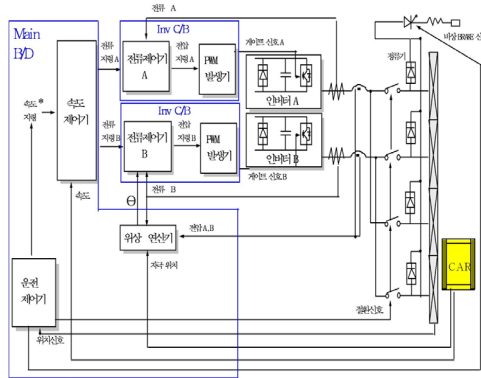 Main
B/D
Inv C/B
Inv C/B
전류 A
전류
지령 A
전류제어기
A
전압
지령 A
PWM
발생기
게이트 신호 A
인버터 A
정류기
비상 BRAKE 신
속도 *
지령
속도
제어기
전류
지령 B
전류제어기
B
전압
지령 B
PWM
발생기
인버터 B
게이트 신호 B
전류 B
Θ
속도
위상 연산기
전압 A,B
자극 위치
운전
제어기
위치신호
절환신호
CAR